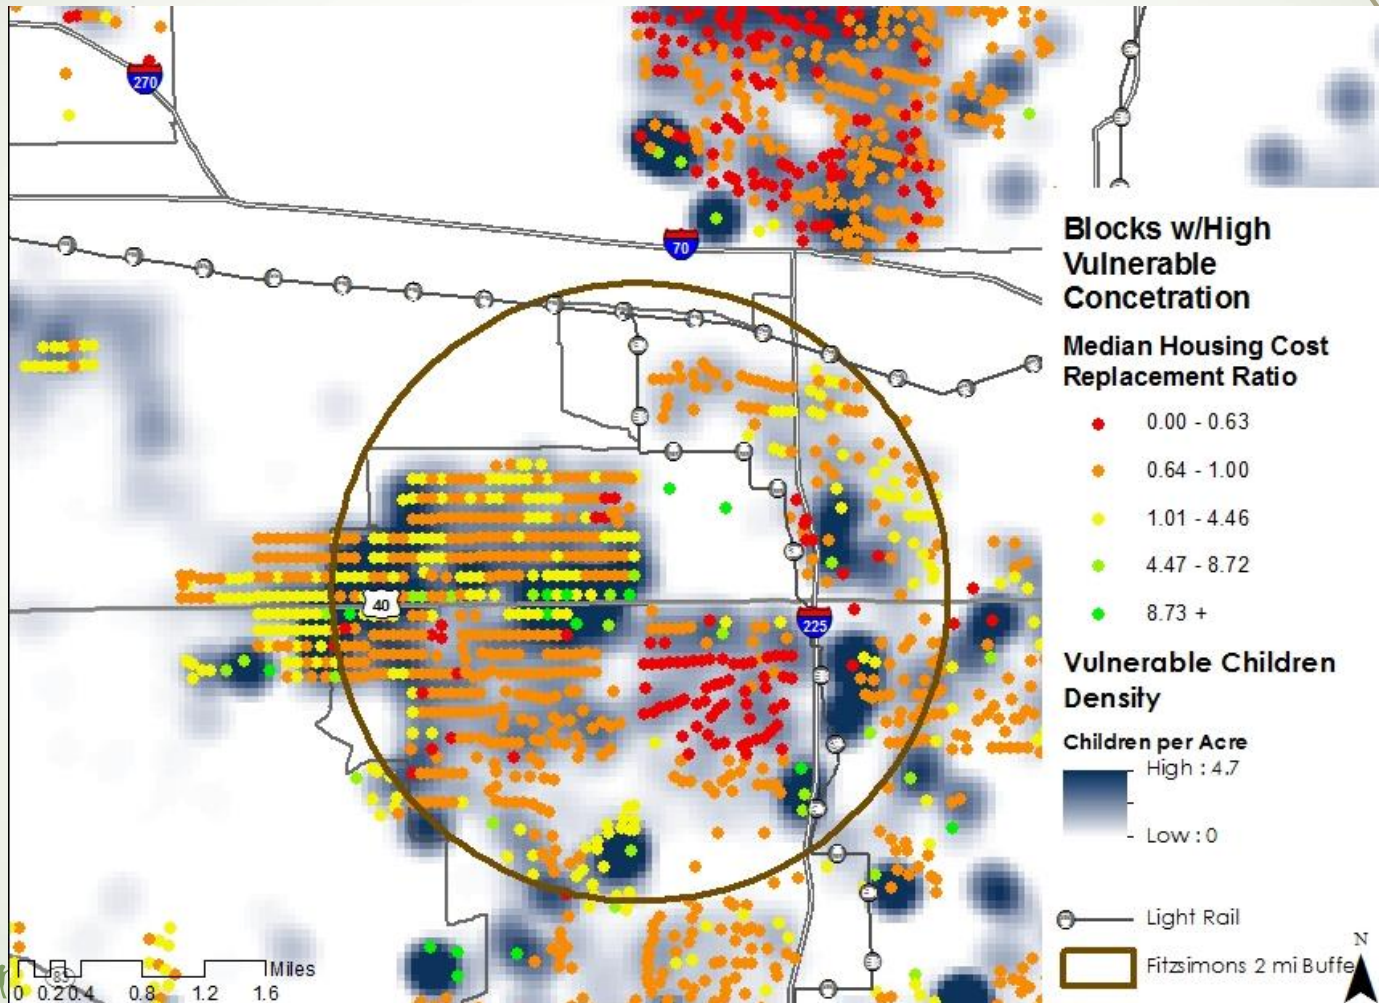 270
70
40
225
Blocks w/High
Vulnerable
Concetration
Median Housing Cost
Replacement Ratio
0.00 - 0.63
0.64 - 1.00
1.01 - 4.46
4.47 - 8.72
8.73 +
Vulnerable Children
Density
Children per Acre
High : 4.7
Low : 0
Light Rail
Fitzsimons 2 mi Buffe
N
Miles
0 0.20.4 0.8 1.2 1.6